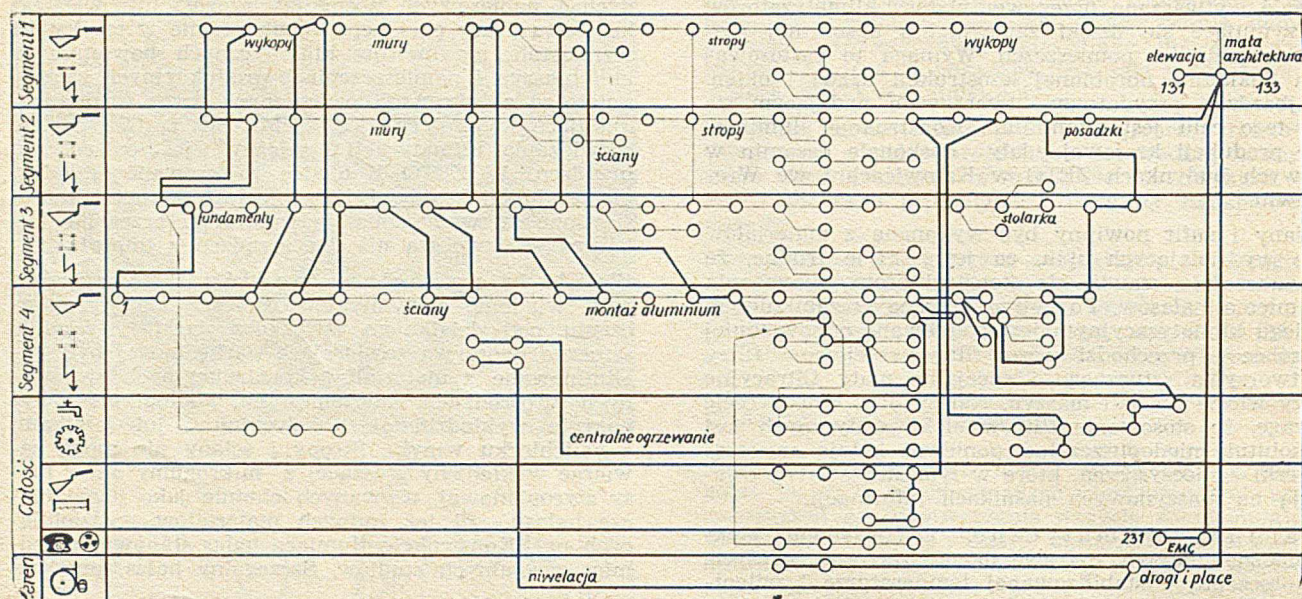 Segment 1
wykopy
mury
stropy
wykopy
elewacja
mała
architektura
131
133
Segment 2
mury
ściany
stropy
posadzki
Segment 3
fundamenty
stolarka
Segment 4
1
ściany
montaż aluminium
Całość
centralne ogrzewanie
231
EMC
Teren
niwelacja
drogi i place